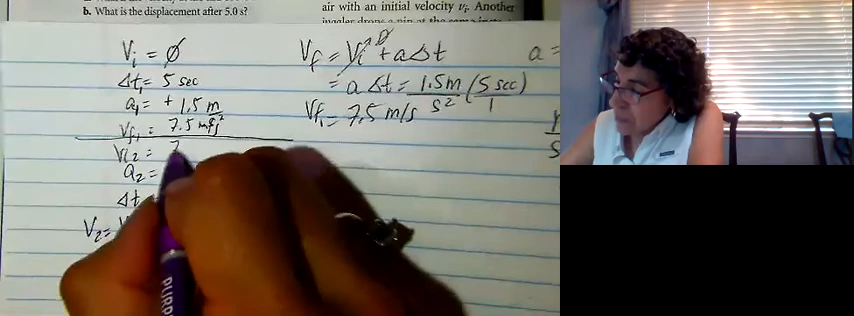 b. What is the displacement after 5.0 s?
air with an initial velocity vᵢ. Another
juggler drops a pin at the same
Vi = ∅
Δt₁ = 5 sec
a₁ = + 1.5 m
s²
Vf₁ = 7.5 m/s
Vi2 = 7
a₂ =
Δt
V₂ =
Vf = Vi + aΔt
∅
= aΔt = 1.5m (5 sec)
s² 1
Vf₁ = 7.5 m/s
a =
s
PURP